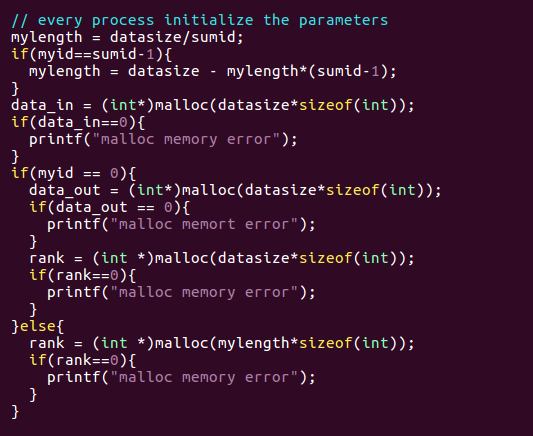 // every process initialize the parameters
mylength = datasize/sumid;
if(myid==sumid-1){
  mylength = datasize - mylength*(sumid-1);
}
data_in = (int*)malloc(datasize*sizeof(int));
if(data_in==0){
  printf("malloc memory error");
}
if(myid == 0){
  data_out = (int*)malloc(datasize*sizeof(int));
  if(data_out == 0){
    printf("malloc memort error");
  }
  rank = (int *)malloc(datasize*sizeof(int));
  if(rank==0){
    printf("malloc memory error");
  }
}else{
  rank = (int *)malloc(mylength*sizeof(int));
  if(rank==0){
    printf("malloc memory error");
  }
}